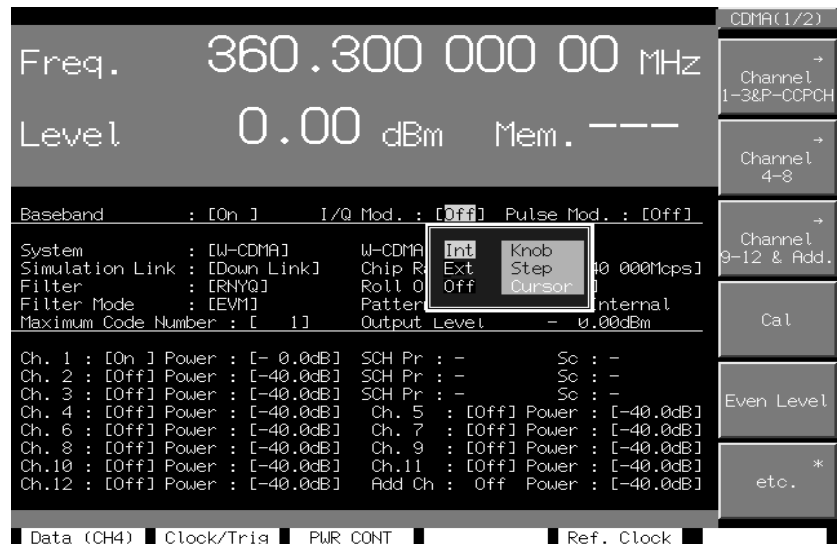 CDMA(1/2)
Freq. 360.300 000 00 MHz
Level 0.00 dBm Mem. ---
Baseband : [On ] I/Q Mod. : [Off] Pulse Mod. : [Off]
System : [W-CDMA] W-CDMA
Simulation Link : [Down Link] Chip R 40 000Mcps]
Filter : [RNYQ] Roll O ]
Filter Mode : [EVM] Patter nternal
Maximum Code Number : [ 1] Output Level - 0.00dBm
Int Knob
Ext Step
Off Cursor
Ch. 1 : [On ] Power : [- 0.0dB] SCH Pr : - Sc : -
Ch. 2 : [Off] Power : [-40.0dB] SCH Pr : - Sc : -
Ch. 3 : [Off] Power : [-40.0dB] SCH Pr : - Sc : -
Ch. 4 : [Off] Power : [-40.0dB] Ch. 5 : [Off] Power : [-40.0dB]
Ch. 6 : [Off] Power : [-40.0dB] Ch. 7 : [Off] Power : [-40.0dB]
Ch. 8 : [Off] Power : [-40.0dB] Ch. 9 : [Off] Power : [-40.0dB]
Ch.10 : [Off] Power : [-40.0dB] Ch.11 : [Off] Power : [-40.0dB]
Ch.12 : [Off] Power : [-40.0dB] Add Ch : Off Power : [-40.0dB]
→
Channel
1-3&P-CCPCH
→
Channel
4-8
→
Channel
9-12 & Add.
Cal
Even Level
*
etc.
Data (CH4) Clock/Trig PWR CONT Ref. Clock